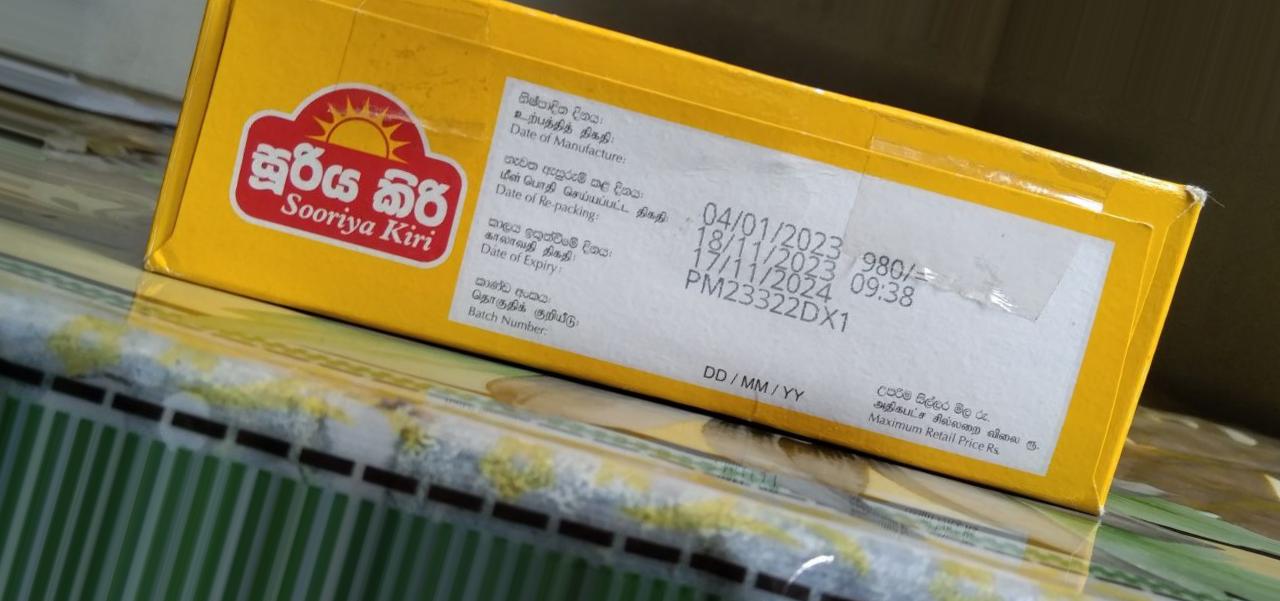 සූරිය කිරි
Sooriya Kiri
නිෂ්පාදිත දිනය:
உற்பத்தித் திகதி:
Date of Manufacture:
නැවත ඇසුරුම් කළ දිනය:
மீள் பொதி செய்யப்பட்ட திகதி:
Date of Re-packing:
කාලය ඉකුත්වීමේ දිනය:
காலாவதி திகதி:
Date of Expiry:
කාණ්ඩ අංකය:
தொகுதிக் குறியீடு:
Batch Number:
04/01/2023 980/=
18/11/2023 09:38
17/11/2024
PM23322DX1
DD / MM / YY
උපරිම සිල්ලර මිල රු.
அதிகபட்ச சில்லறை விலை ரூ.
Maximum Retail Price Rs.